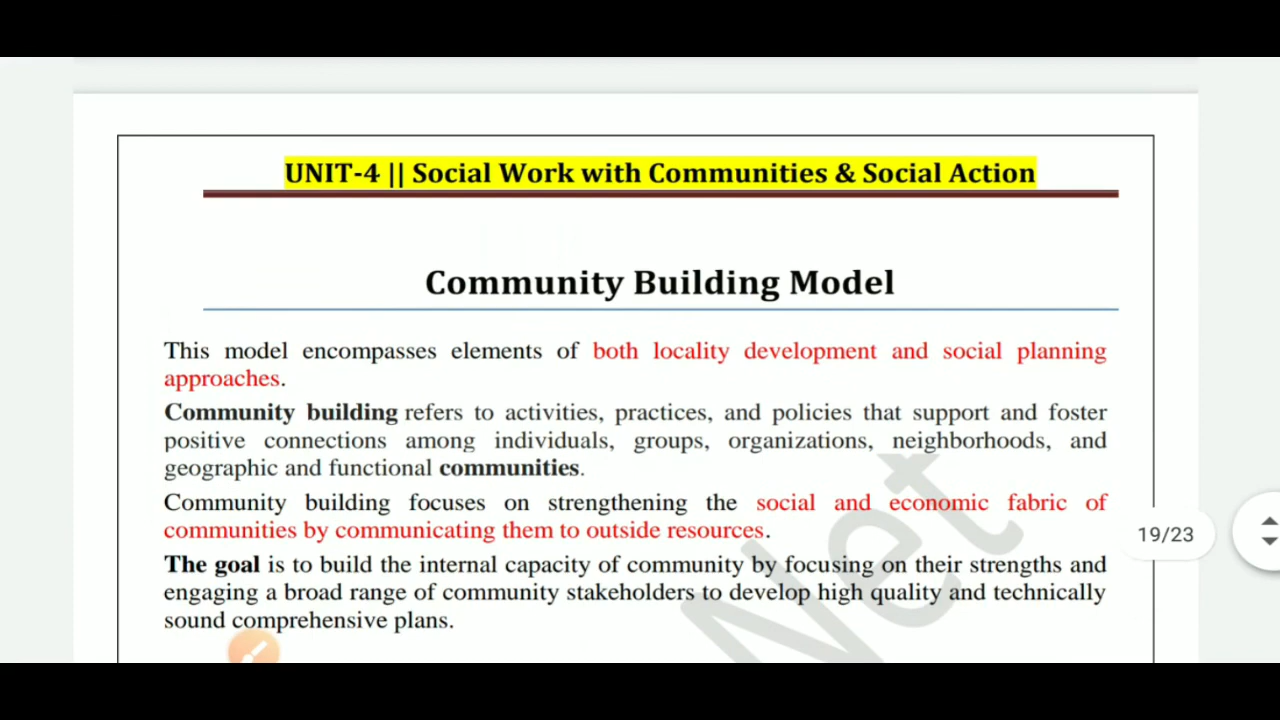 UNIT-4 || Social Work with Communities & Social Action
Community Building Model
This model encompasses elements of both locality development and social planning
approaches.
Community building refers to activities, practices, and policies that support and foster
positive connections among individuals, groups, organizations, neighborhoods, and
geographic and functional communities.
Community building focuses on strengthening the social and economic fabric of
communities by communicating them to outside resources.
The goal is to build the internal capacity of community by focusing on their strengths and
engaging a broad range of community stakeholders to develop high quality and technically
sound comprehensive plans.
19/23
Net